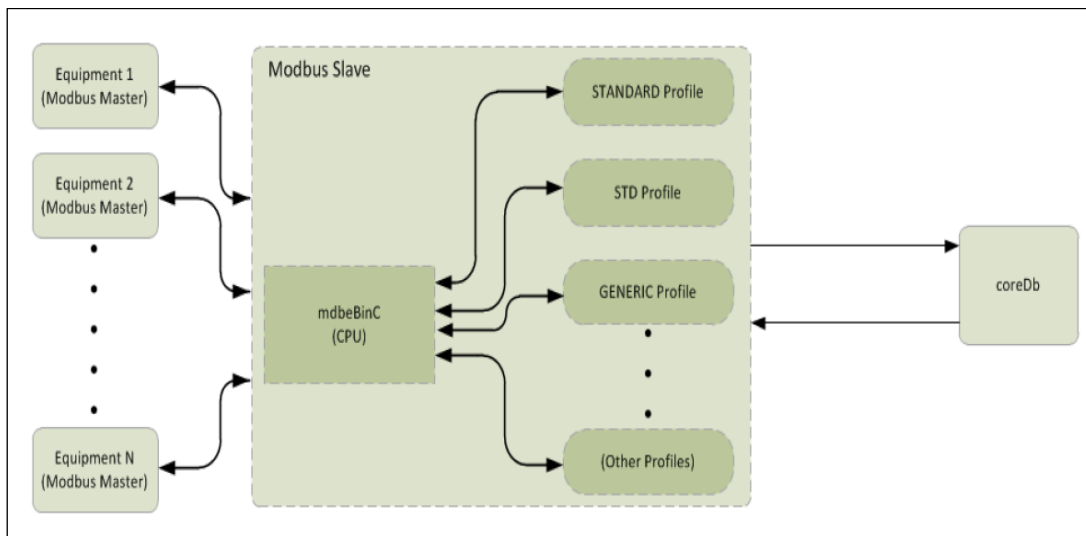 Equipment 1
(Modbus Master)
Equipment 2
(Modbus Master)
Equipment N
(Modbus Master)
Modbus Slave
mdbeBinC
(CPU)
STANDARD Profile
STD Profile
GENERIC Profile
(Other Profiles)
coreDb